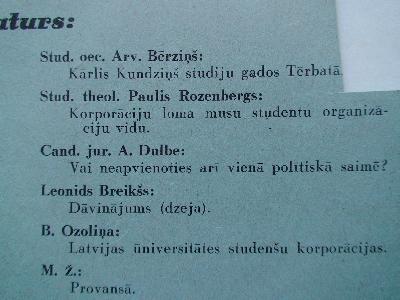 aturs:
Stud. oec. Arv. Bērziņš:
Kārlis Kundziņš studiju gados Tērbatā.
Stud. theol. Paulis Rozenbergs:
Korporāciju loma musu studentu organizā-
ciju vidu.
Cand. jur. A. Dulbe:
Vai neapvienoties arī vienā politiskā saimē?
Leonids Breikšs:
Dāvinājums (dzeja).
B. Ozoliņa:
Latvijas ūniversitātes studenšu korporācijas.
M. Ž.:
Provansā.